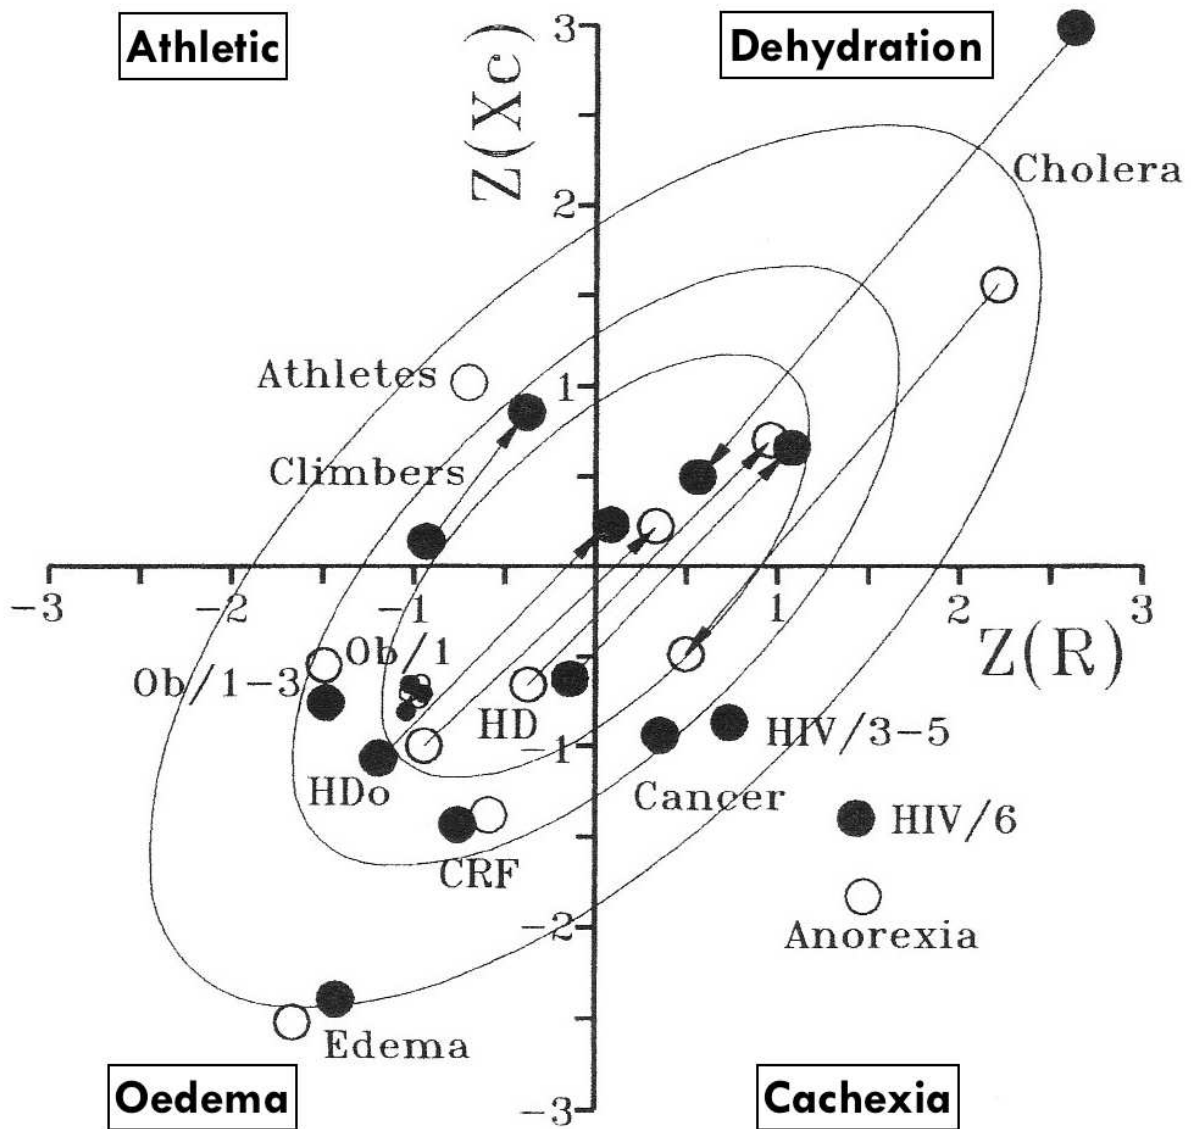 Athletic
Dehydration
Z(Xc)
3
2
1
-1
-2
-3
Cholera
Athletes
Climbers
-3
-2
-1
1
2
3
Z(R)
Ob/1
Ob/1-3
HD
HDo
HIV/3-5
Cancer
HIV/6
CRF
Anorexia
Edema
Oedema
Cachexia